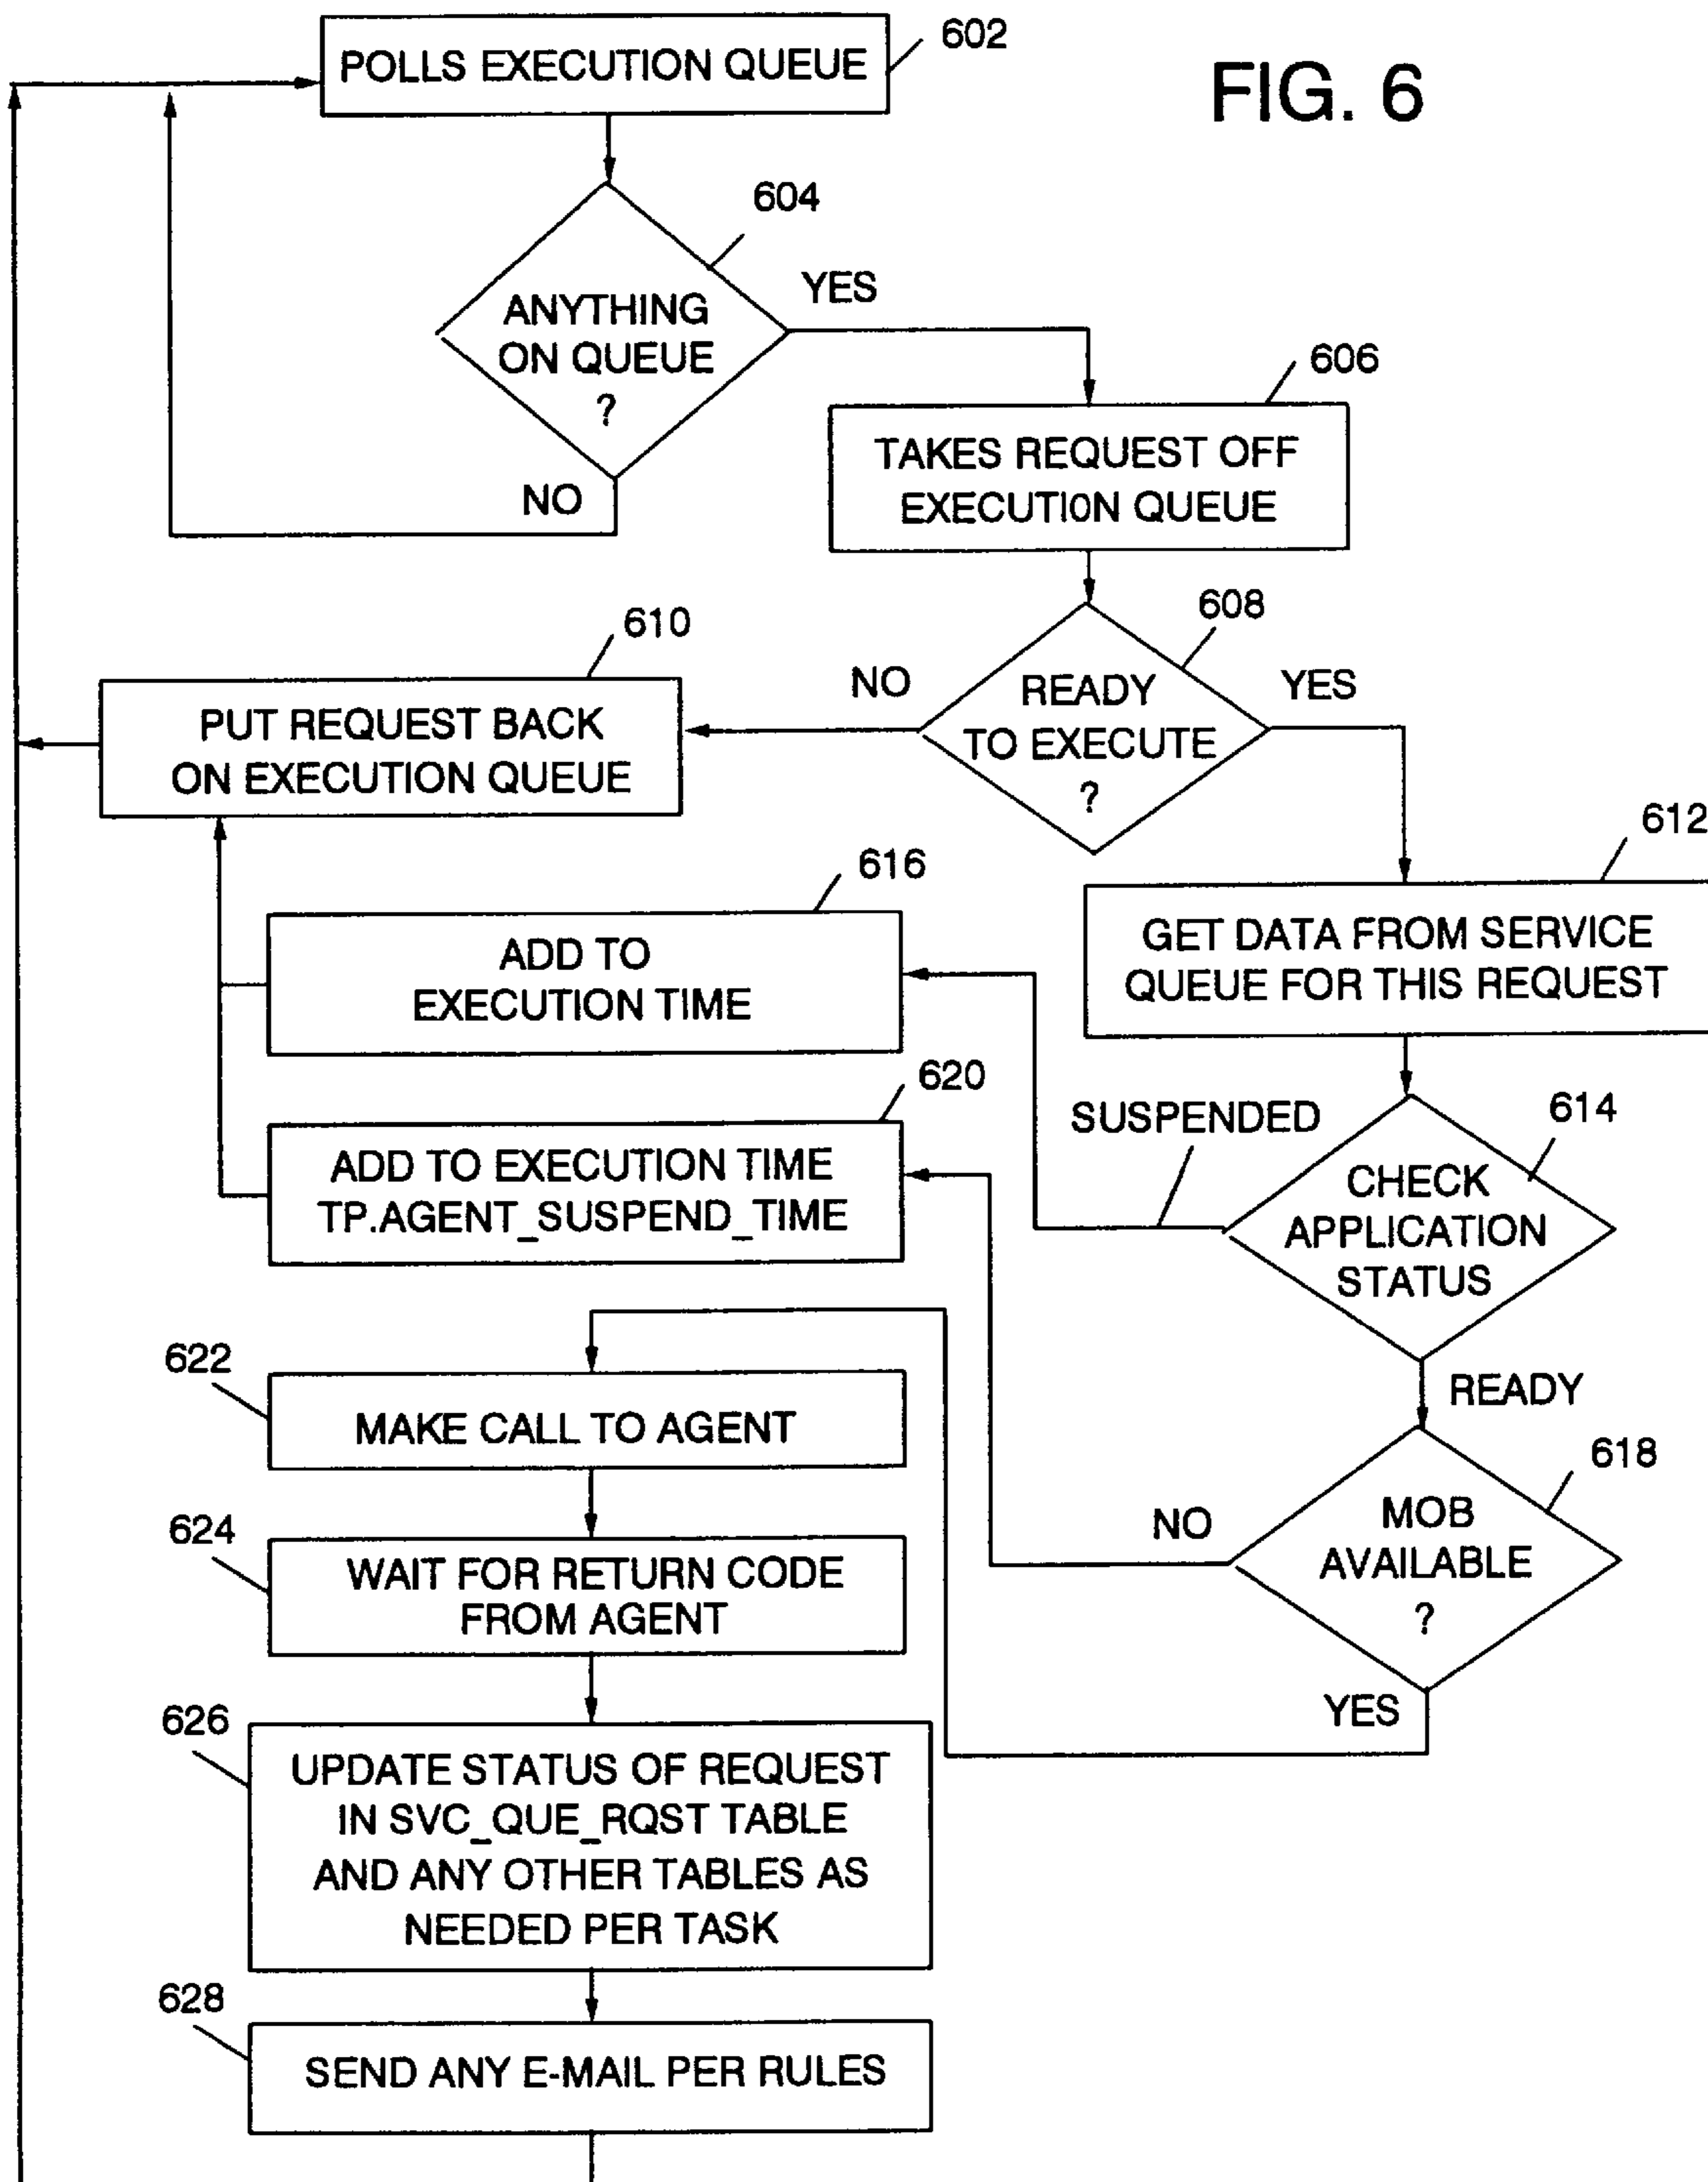 POLLS EXECUTION QUEUE
602
FIG. 6
604
ANYTHING
ON QUEUE
?
YES
NO
606
TAKES REQUEST OFF
EXECUTION QUEUE
608
READY
TO EXECUTE
?
NO
YES
610
PUT REQUEST BACK
ON EXECUTION QUEUE
612
GET DATA FROM SERVICE
QUEUE FOR THIS REQUEST
616
ADD TO
EXECUTION TIME
614
CHECK
APPLICATION
STATUS
SUSPENDED
READY
620
ADD TO EXECUTION TIME
TP.AGENT_SUSPEND_TIME
618
MOB
AVAILABLE
?
NO
YES
622
MAKE CALL TO AGENT
624
WAIT FOR RETURN CODE
FROM AGENT
626
UPDATE STATUS OF REQUEST
IN SVC_QUE_RQST TABLE
AND ANY OTHER TABLES AS
NEEDED PER TASK
628
SEND ANY E-MAIL PER RULES